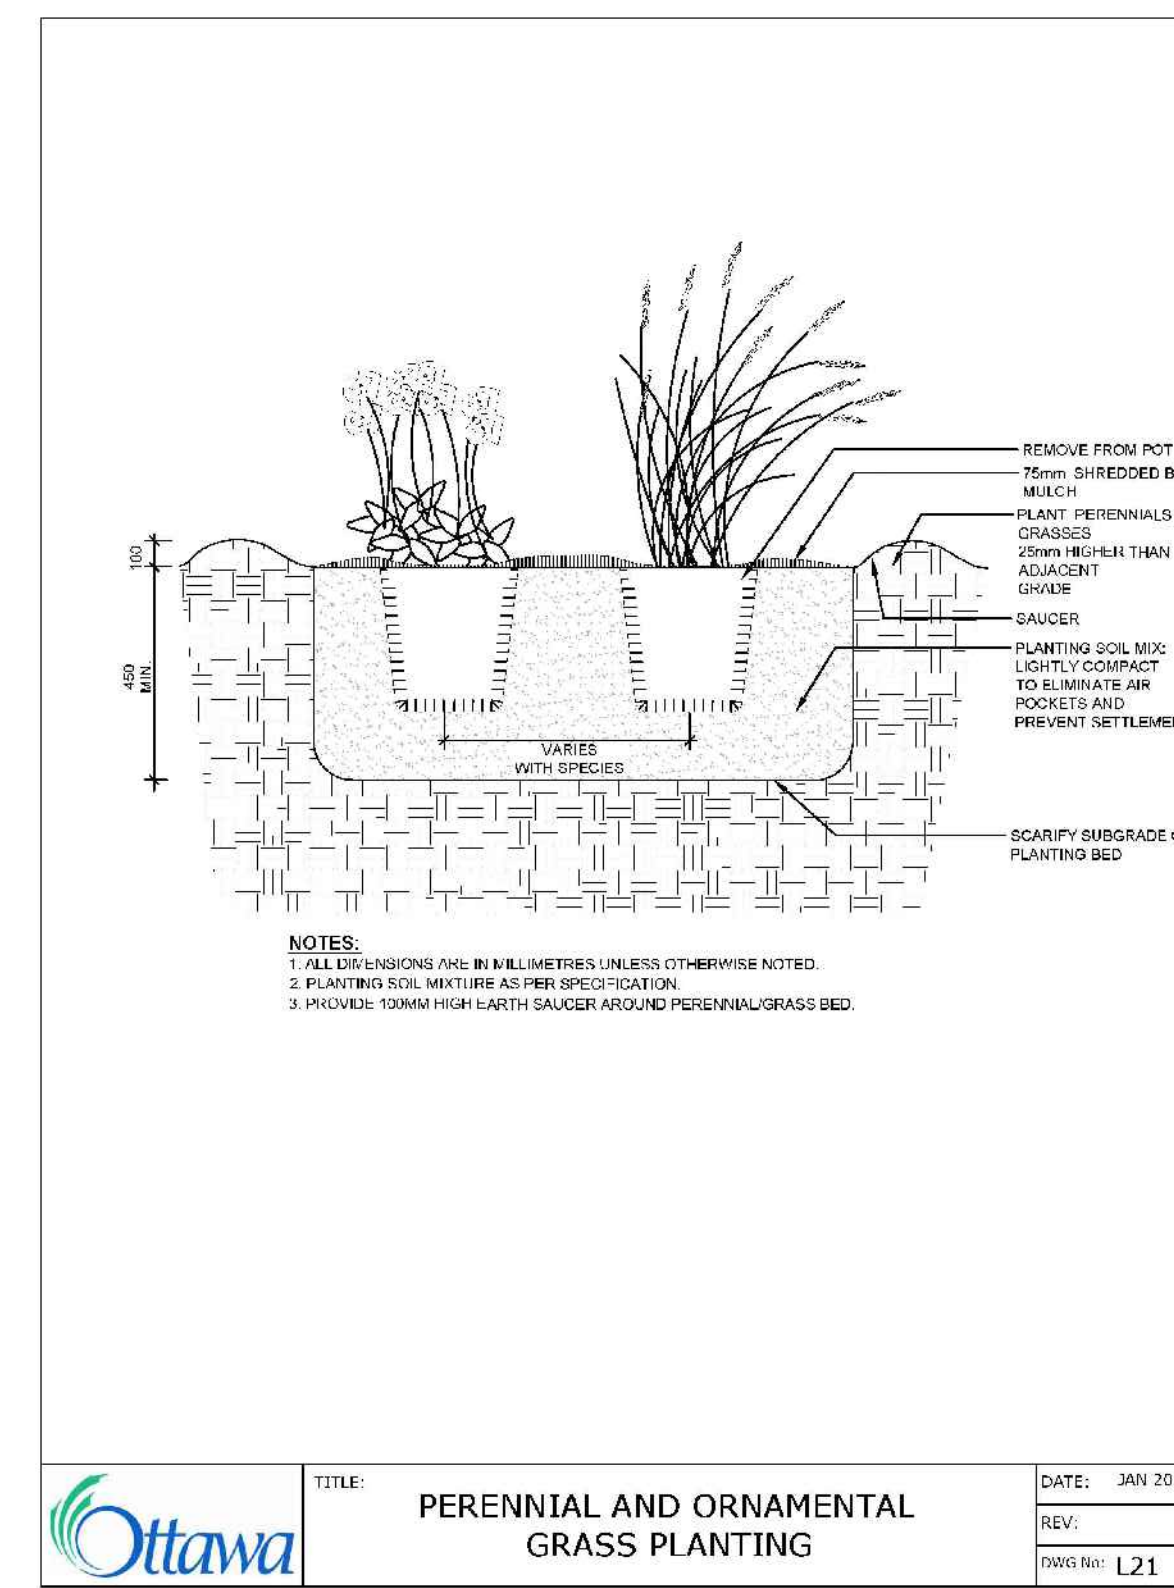 REMOVE FROM POT
75mm SHREDDED B
MULCH
PLANT PERENNIALS
GRASSES
25mm HIGHER THAN
ADJACENT
GRADE
SAUCER
PLANTING SOIL MIX:
LIGHTLY COMPACT
TO ELIMINATE AIR
POCKETS AND
PREVENT SETTLEME
SCARIFY SUBGRADE
PLANTING BED
100
450
MIN.
VARIES
WITH SPECIES
NOTES:
1. ALL DIMENSIONS ARE IN MILLIMETRES UNLESS OTHERWISE NOTED.
2. PLANTING SOIL MIXTURE AS PER SPECIFICATION.
3. PROVIDE 100MM HIGH EARTH SAUCER AROUND PERENNIAL/GRASS BED.
Ottawa
TITLE:
PERENNIAL AND ORNAMENTAL
GRASS PLANTING
DATE: JAN 20
REV:
DWG No: L21